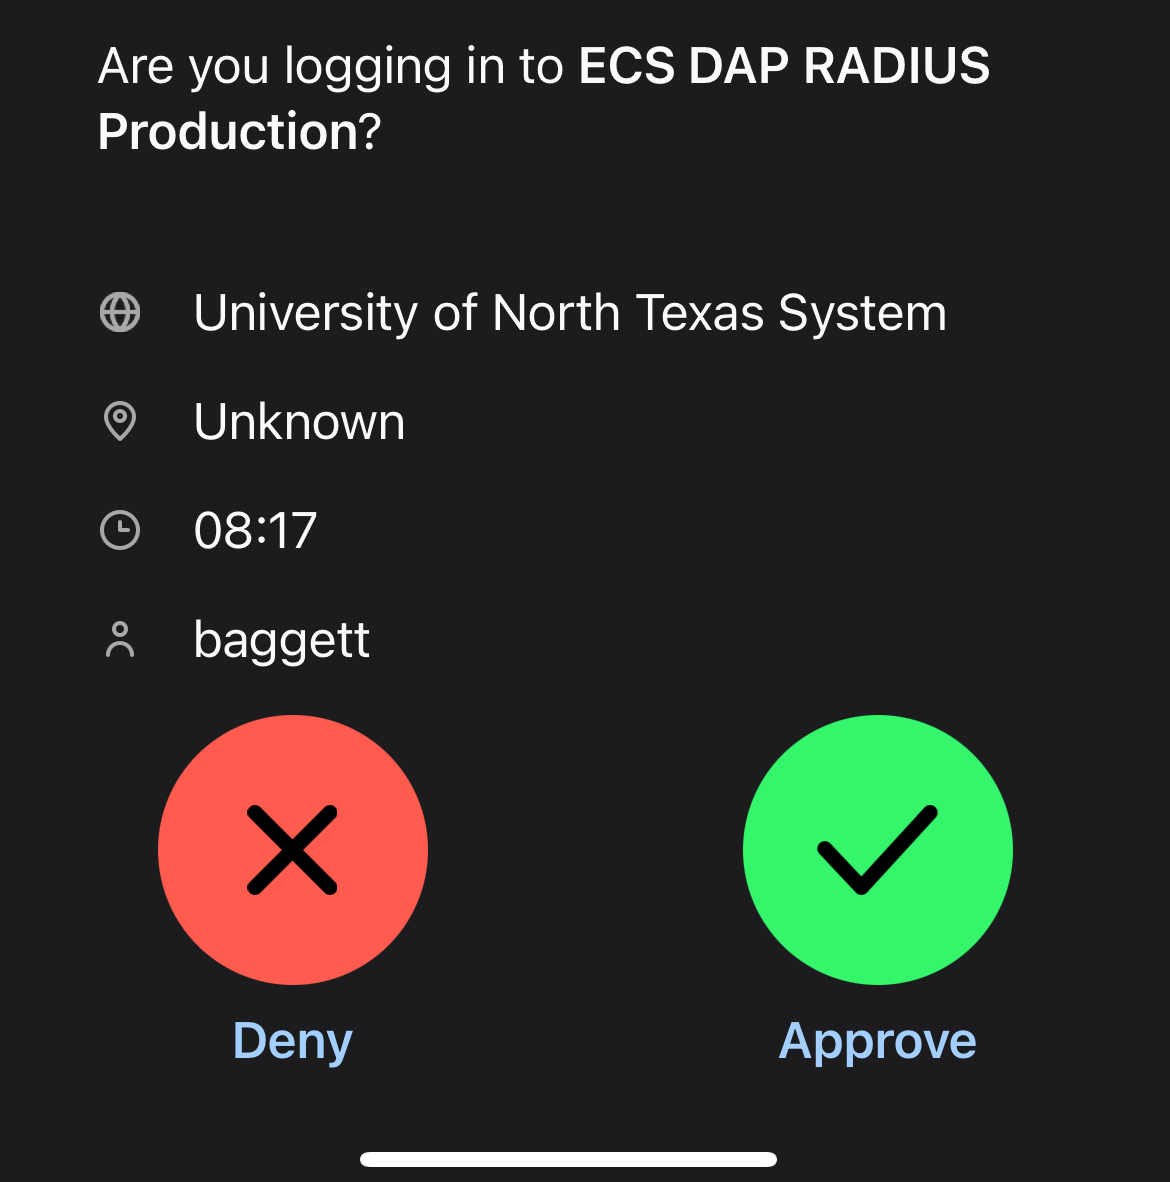 Are you logging in to ECS DAP RADIUS
Production?
University of North Texas System
Unknown
08:17
baggett
Deny
Approve